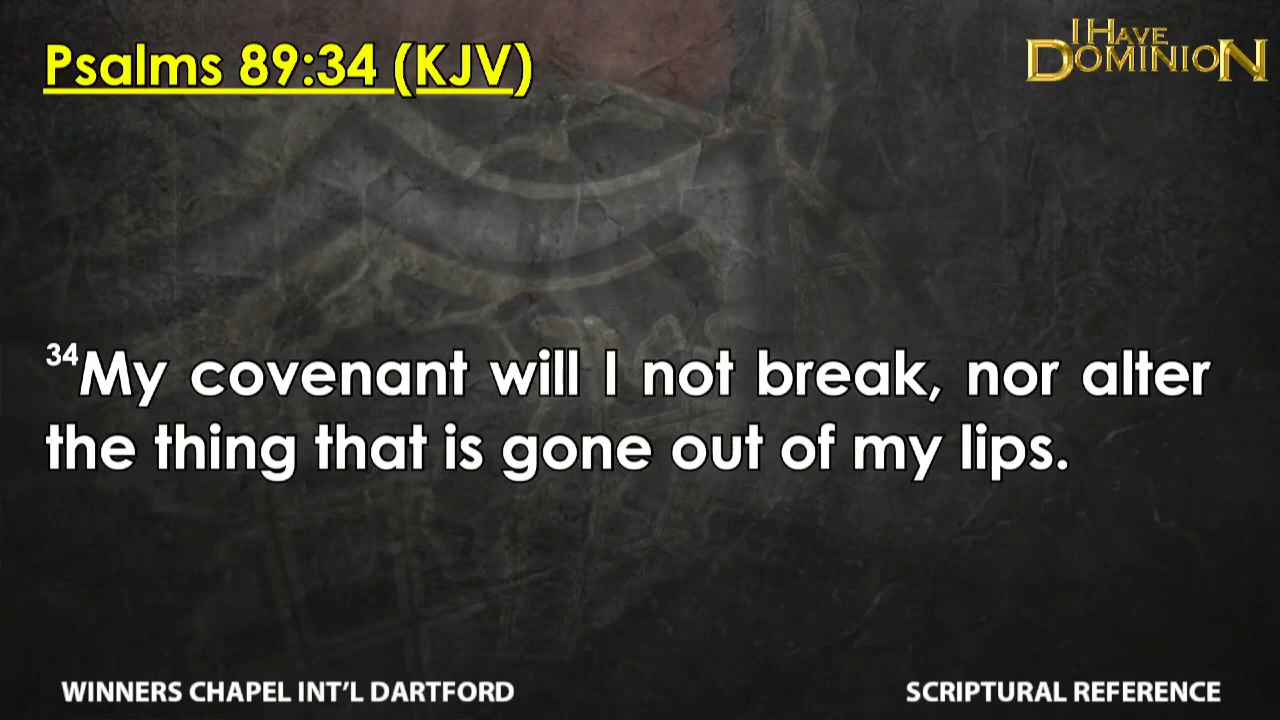 Psalms 89:34 (KJV)
I HAVE
DOMINION
34My covenant will I not break, nor alter
the thing that is gone out of my lips.
WINNERS CHAPEL INT'L DARTFORD
SCRIPTURAL REFERENCE